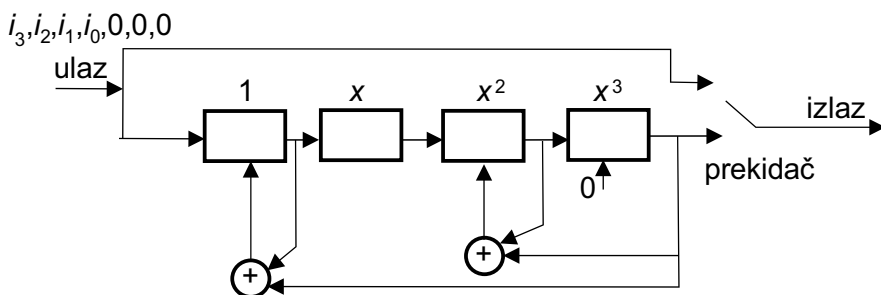 i₃,i₂,i₁,i₀,0,0,0
ulaz
1 x x² x³
izlaz
0
prekidač
+
+